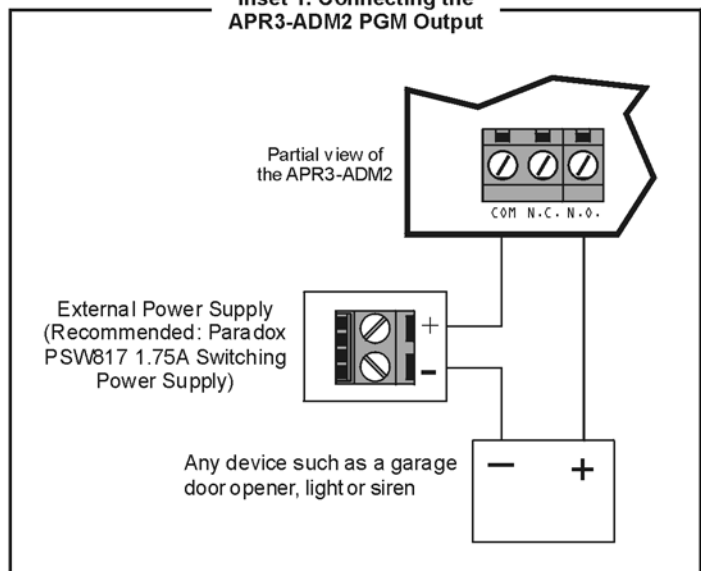 Inset 1: Connecting the
APR3-ADM2 PGM Output
Partial view of
the APR3-ADM2
COM N.C. N.O.
External Power Supply
(Recommended: Paradox
PSW817 1.75A Switching
Power Supply)
+
-
Any device such as a garage
door opener, light or siren
- +